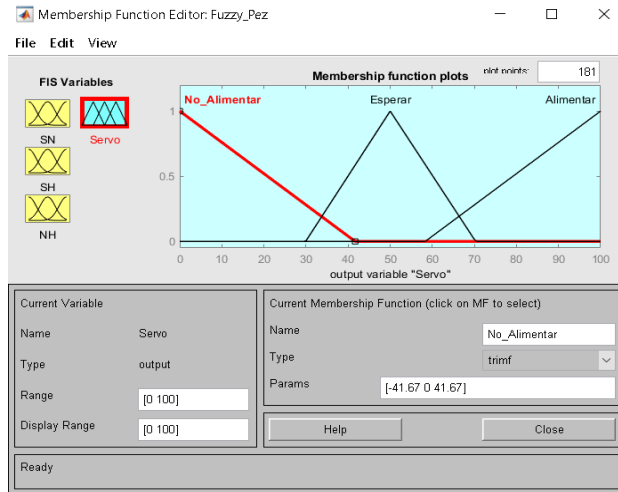 Membership Function Editor: Fuzzy_Pez
File Edit View
FIS Variables
SN
Servo
SH
NH
Membership function plots
plot points:
181
No_Alimentar
Esperar
Alimentar
1
0.5
0
0 10 20 30 40 50 60 70 80 90 100
output variable "Servo"
Current Variable
Name
Servo
Type
output
Range
[0 100]
Display Range
[0 100]
Current Membership Function (click on MF to select)
Name
No_Alimentar
Type
trimf
Params
[-41.67 0 41.67]
Help
Close
Ready